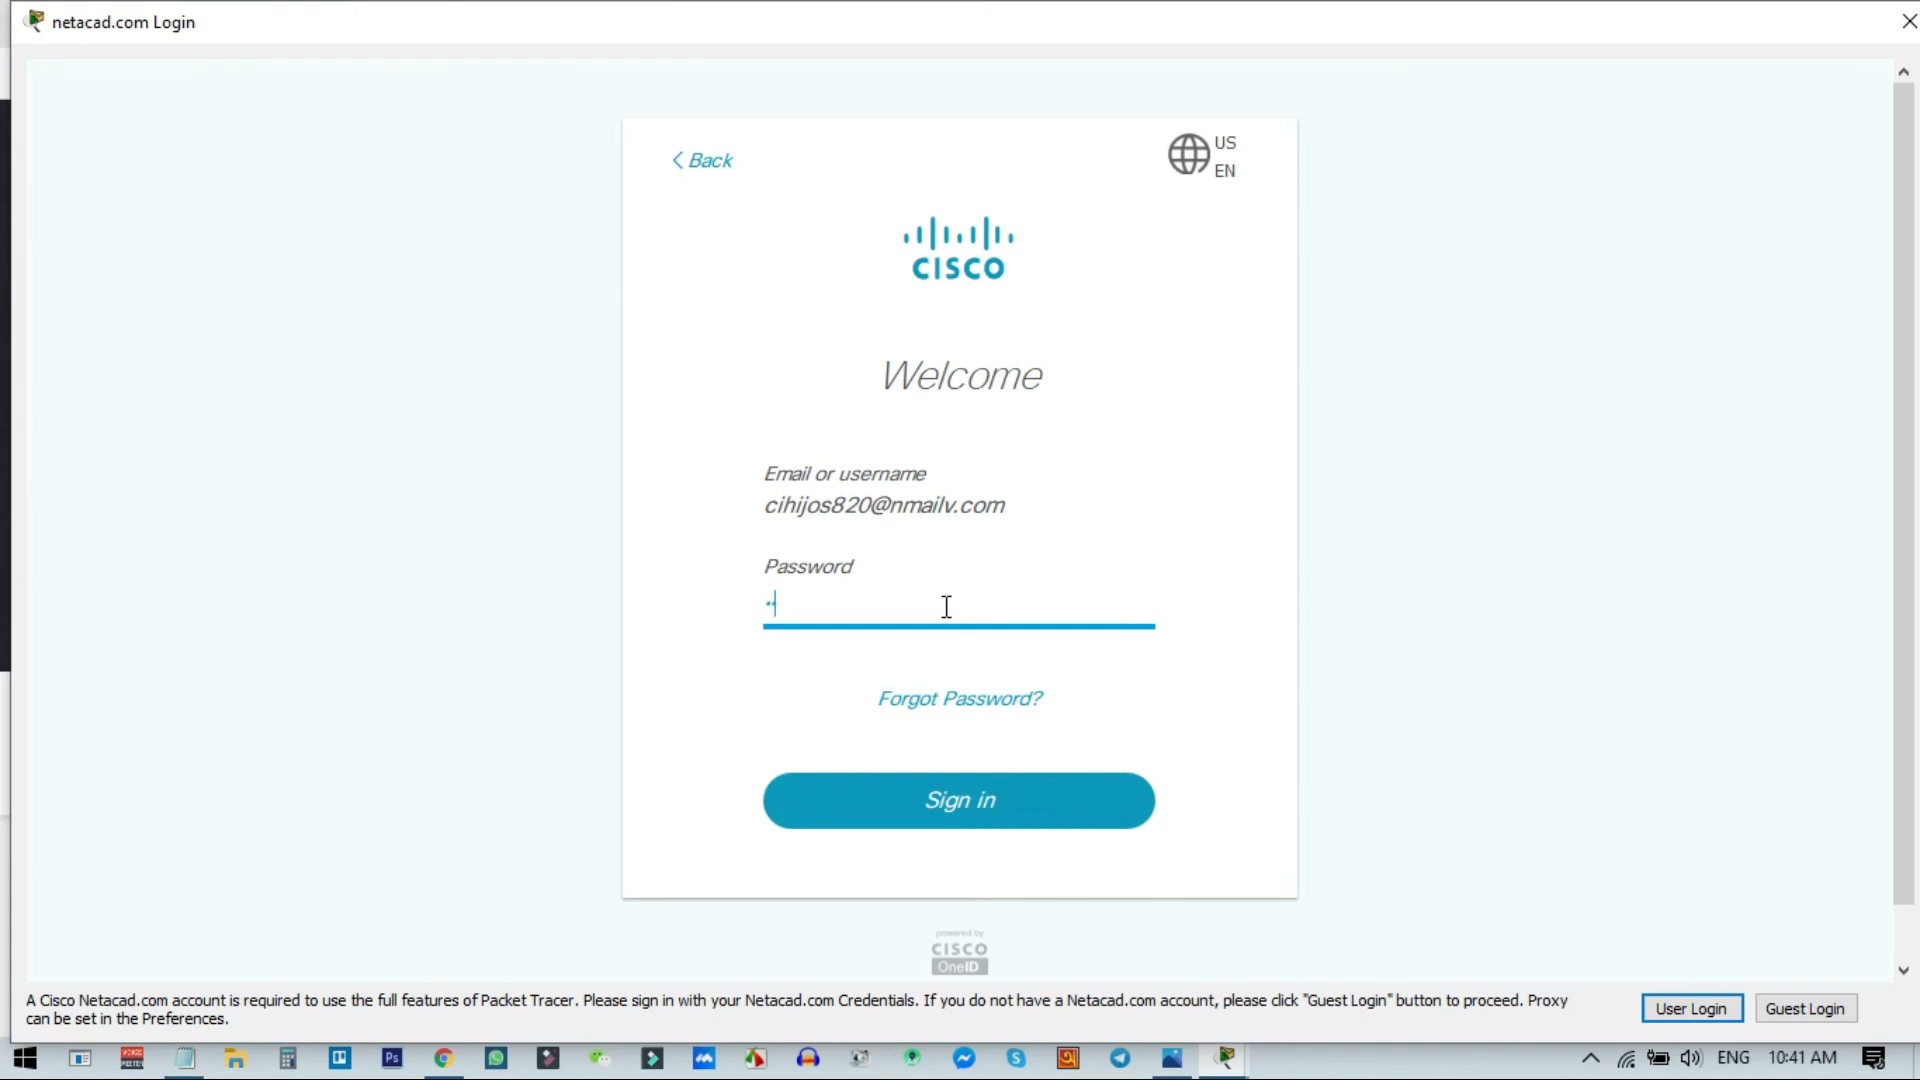 netacad.com Login
Back
US
EN
CISCO
Welcome
Email or username
cihijos820@nmailv.com
Password
Forgot Password?
Sign in
powered by
CISCO
OneID
A Cisco Netacad.com account is required to use the full features of Packet Tracer. Please sign in with your Netacad.com Credentials. If you do not have a Netacad.com account, please click "Guest Login" button to proceed. Proxy
can be set in the Preferences.
User Login
Guest Login
Ps
ENG
10:41 AM